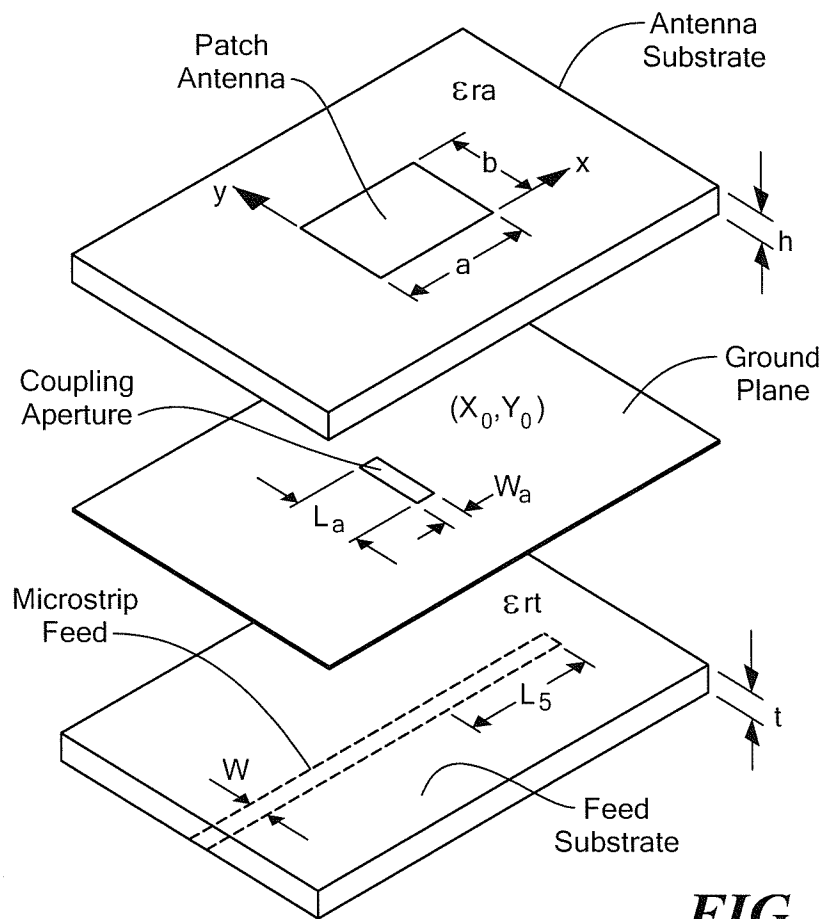 Patch
Antenna
Antenna
Substrate
εra
b
x
y
a
h
Coupling
Aperture
Ground
Plane
(X0,Y0)
Wa
La
Microstrip
Feed
εrt
L5
t
W
Feed
Substrate
FIG